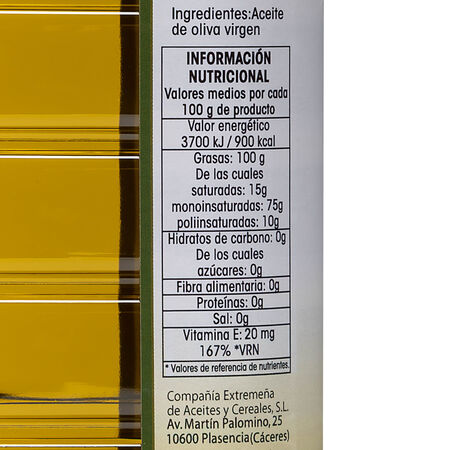 Ingredientes:Aceite
de oliva virgen
INFORMACIÓN
NUTRICIONAL
Valores medios por cada
100 g de producto
Valor energético
3700 kJ / 900 kcal
Grasas: 100 g
De las cuales
saturadas: 15g
monoinsaturadas: 75g
poliinsaturadas: 10g
Hidratos de carbono: 0g
De los cuales
azúcares: 0g
Fibra alimentaria: 0g
Proteínas: 0g
Sal: 0g
Vitamina E: 20 mg
167% *VRN
* Valores de referencia de nutrientes.
Compañía Extremeña
de Aceites y Cereales, S.L.
Av. Martín Palomino, 25
10600 Plasencia(Cáceres)